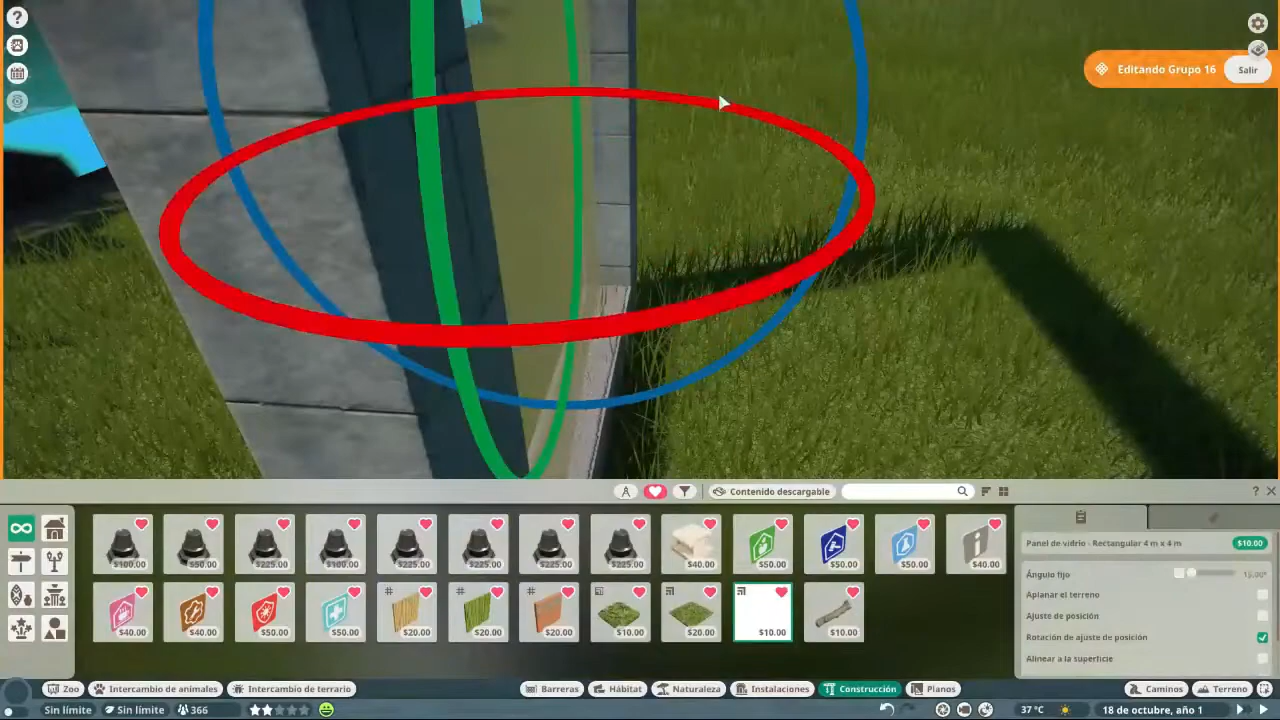 Editando Grupo 16
Salir
Contenido descargable
$100.00
$50.00
$225.00
$100.00
$225.00
$225.00
$225.00
$225.00
$40.00
$50.00
$50.00
$50.00
$40.00
$40.00
$40.00
$50.00
$50.00
$20.00
$20.00
$20.00
$10.00
$20.00
$10.00
$10.00
Panel de vidrio - Rectangular 4 m x 4 m
$10.00
Ángulo fijo
Aplanar el terreno
Ajuste de posición
Rotación de ajuste de posición
Alinear a la superficie
Zoo
Intercambio de animales
Intercambio de terrario
Barreras
Hábitat
Naturaleza
Instalaciones
Construcción
Planos
Caminos
Terreno
Sin límite
Sin límite
366
37 °C
18 de octubre, año 1